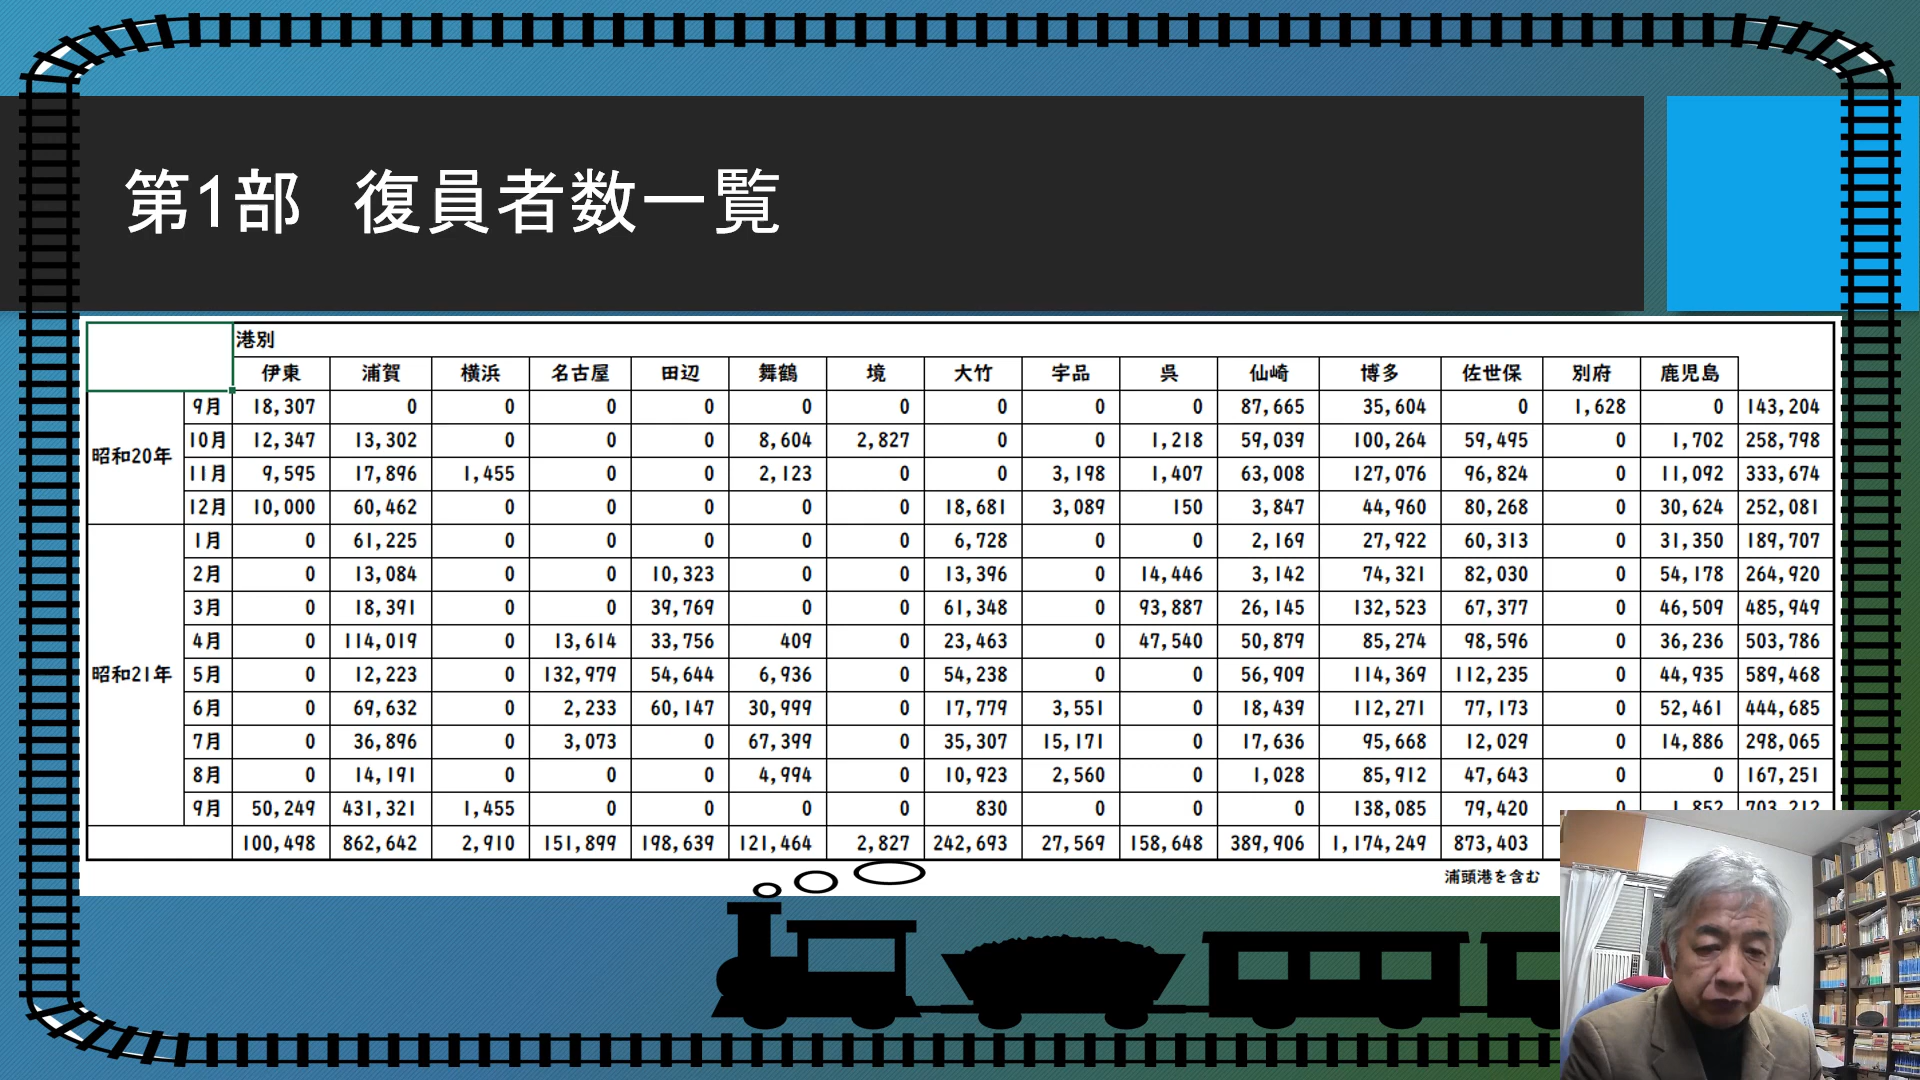 第1部　復員者数一覧
港別
伊東 浦賀 横浜 名古屋 田辺 舞鶴 境 大竹 宇品 呉 仙崎 博多 佐世保 別府 鹿児島
昭和20年 9月 18,307 0 0 0 0 0 0 0 0 0 87,665 35,604 0 1,628 0 143,204
10月 12,347 13,302 0 0 0 8,604 2,827 0 0 1,218 59,039 100,264 59,495 0 1,702 258,798
11月 9,595 17,896 1,455 0 0 2,123 0 0 3,198 1,407 63,008 127,076 96,824 0 11,092 333,674
12月 10,000 60,462 0 0 0 0 0 18,681 3,089 150 3,847 44,960 80,268 0 30,624 252,081
昭和21年 1月 0 61,225 0 0 0 0 0 6,728 0 0 2,169 27,922 60,313 0 31,350 189,707
2月 0 13,084 0 0 10,323 0 0 13,396 0 14,446 3,142 74,321 82,030 0 54,178 264,920
3月 0 18,391 0 0 39,769 0 0 61,348 0 93,887 26,145 132,523 67,377 0 46,509 485,949
4月 0 114,019 0 13,614 33,756 409 0 23,463 0 47,540 50,879 85,274 98,596 0 36,236 503,786
5月 0 12,223 0 132,979 54,644 6,936 0 54,238 0 0 56,909 114,369 112,235 0 44,935 589,468
6月 0 69,632 0 2,233 60,147 30,999 0 17,779 3,551 0 18,439 112,271 77,173 0 52,461 444,685
7月 0 36,896 0 3,073 0 67,399 0 35,307 15,171 0 17,636 95,668 12,029 0 14,886 298,065
8月 0 14,191 0 0 0 4,994 0 10,923 2,560 0 1,028 85,912 47,643 0 0 167,251
9月 50,249 431,321 1,455 0 0 0 0 830 0 0 0 138,085 79,420 0 1,852 703,212
100,498 862,642 2,910 151,899 198,639 121,464 2,827 242,693 27,569 158,648 389,906 1,174,249 873,403
浦頭港を含む